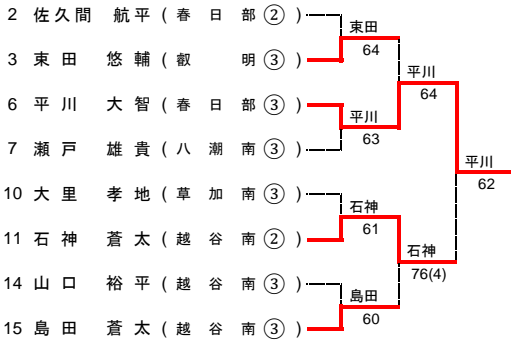 2 佐久間 航平 ( 春 日 部 ② )
3 東田 悠輔 ( 叡 明 ③ )
6 平川 大智 ( 春 日 部 ③ )
7 瀬戸 雄貴 ( 八 潮 南 ③ )
10 大里 孝地 ( 草 加 南 ③ )
11 石神 蒼太 ( 越 谷 南 ② )
14 山口 裕平 ( 越 谷 南 ③ )
15 島田 蒼太 ( 越 谷 南 ③ )
東田
64
平川
63
石神
61
島田
60
平川
64
石神
76(4)
平川
62